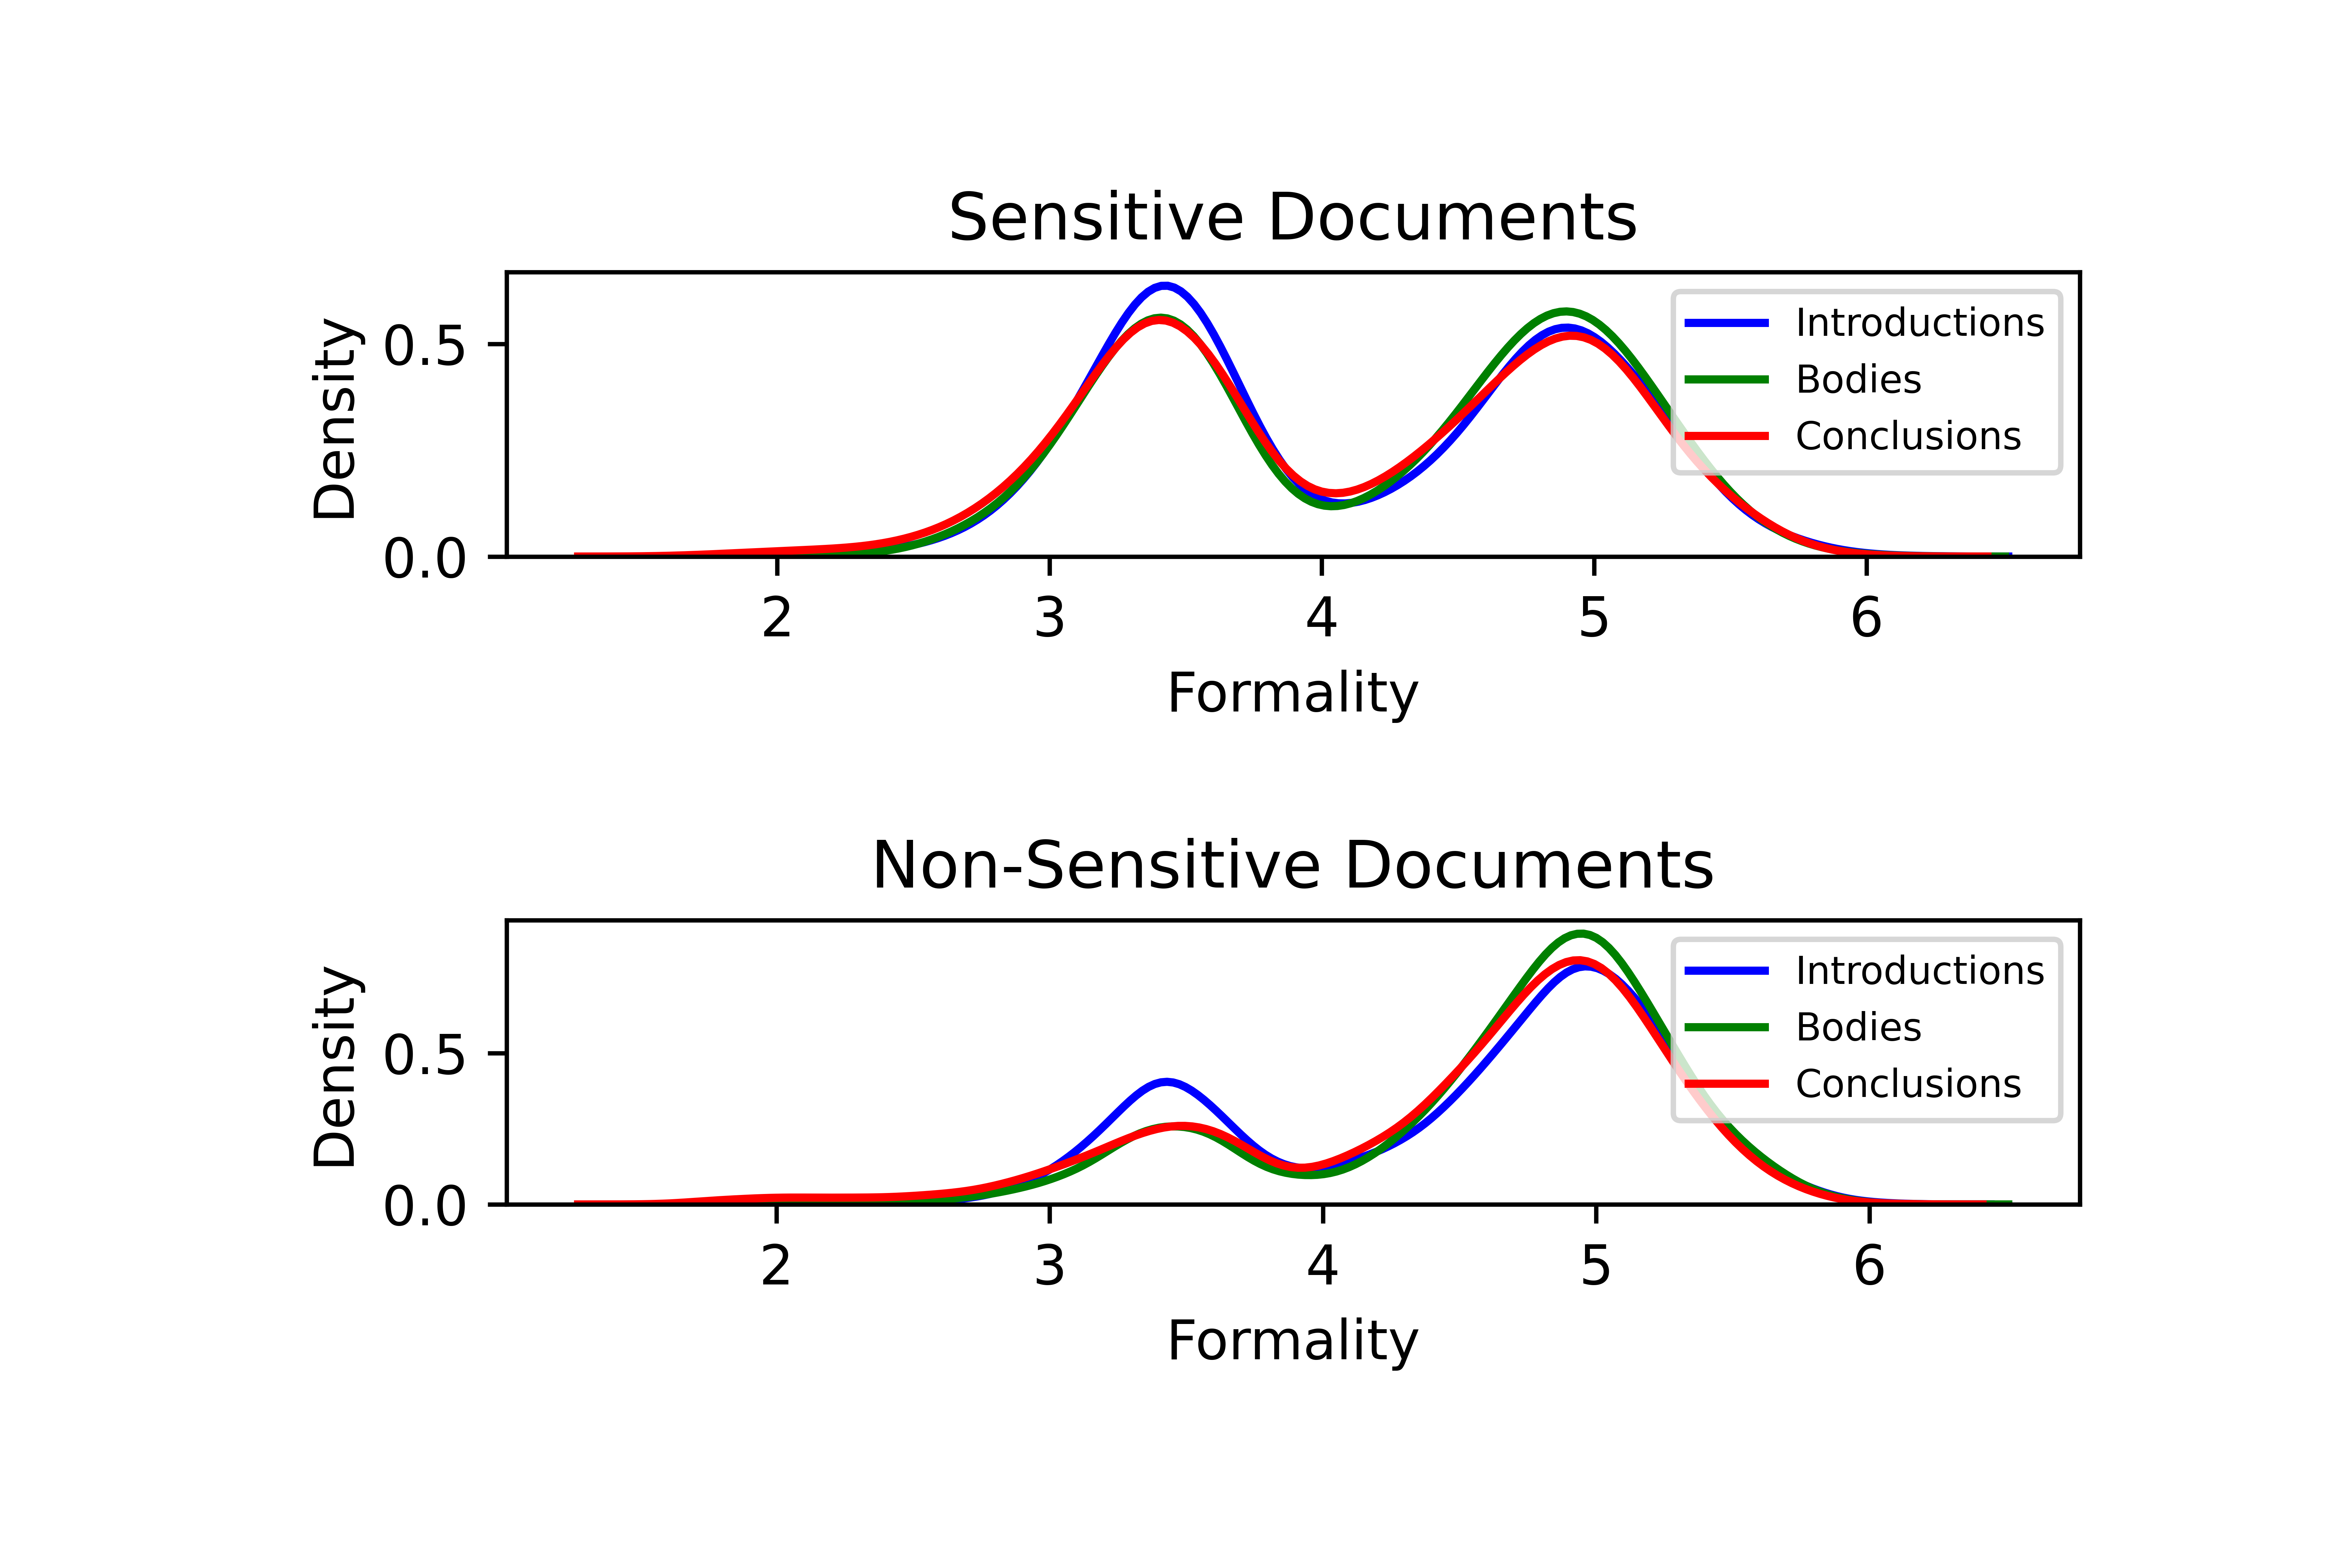 Sensitive Documents
Density
0.5
0.0
Introductions
Bodies
Conclusions
2 3 4 5 6
Formality
Non-Sensitive Documents
Density
0.5
0.0
Introductions
Bodies
Conclusions
2 3 4 5 6
Formality